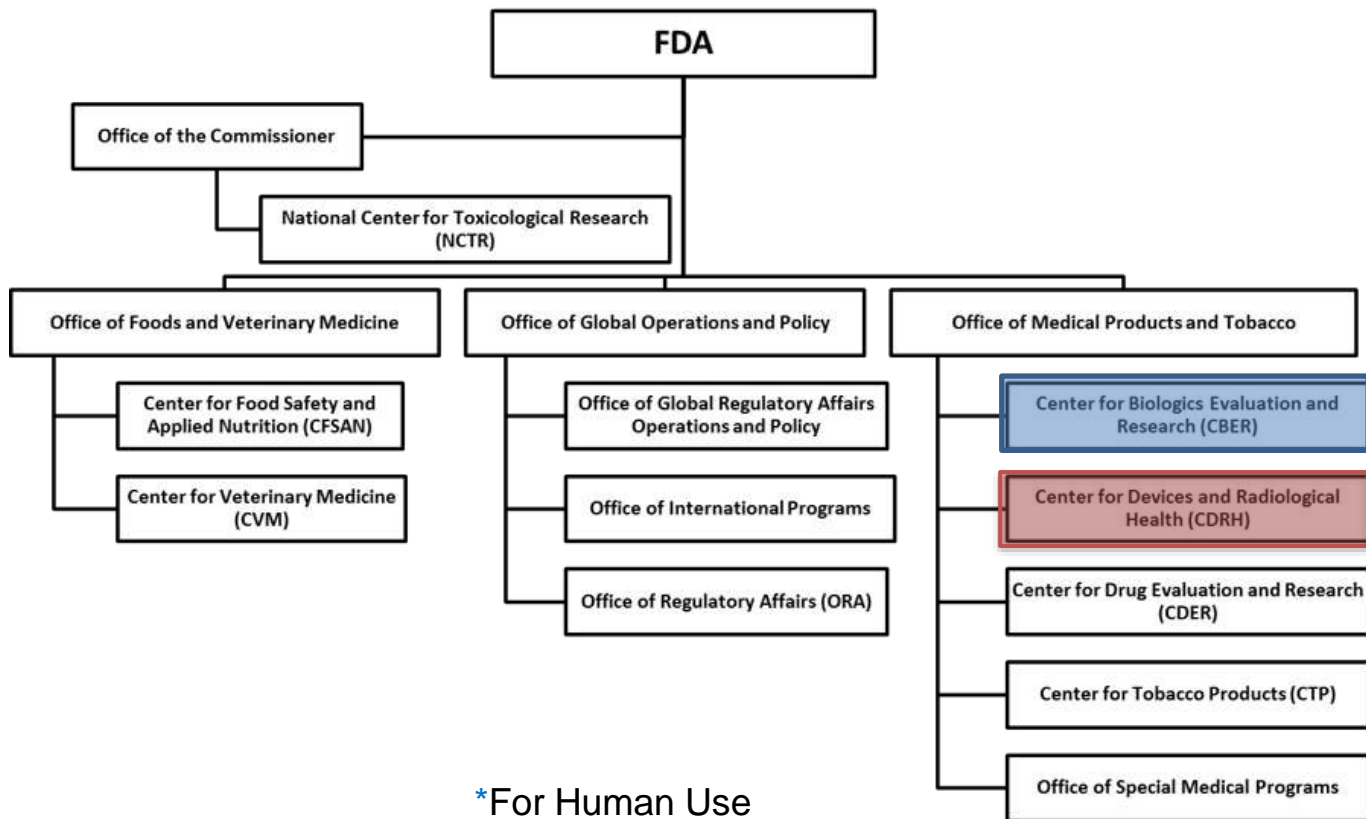 FDA
Office of the Commissioner
National Center for Toxicological Research
(NCTR)
Office of Foods and Veterinary Medicine
Center for Food Safety and
Applied Nutrition (CFSAN)
Center for Veterinary Medicine
(CVM)
Office of Global Operations and Policy
Office of Global Regulatory Affairs
Operations and Policy
Office of International Programs
Office of Regulatory Affairs (ORA)
Office of Medical Products and Tobacco
Center for Biologics Evaluation and
Research (CBER)
Center for Devices and Radiological
Health (CDRH)
Center for Drug Evaluation and Research
(CDER)
Center for Tobacco Products (CTP)
Office of Special Medical Programs
*For Human Use